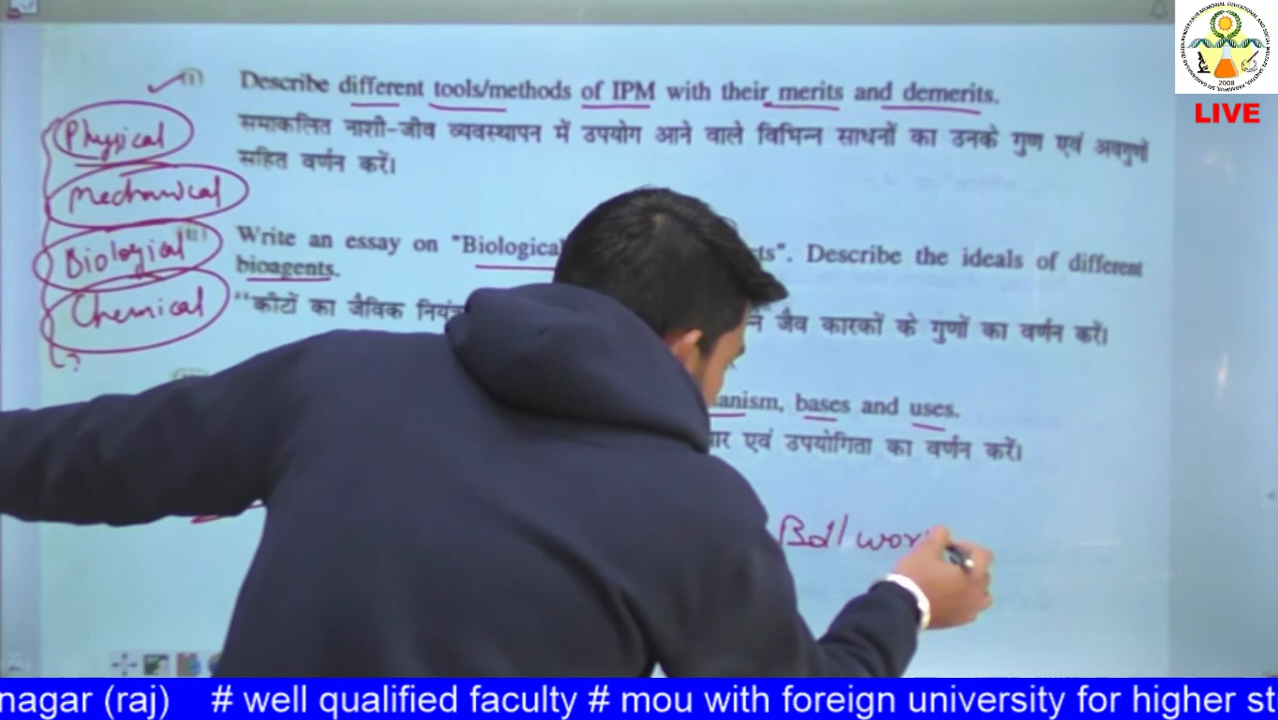 (i) Describe different tools/methods of IPM with their merits and demerits.
समाकलित नाशी-जीव व्यवस्थापन में उपयोग आने वाले विभिन्न साधनों का उनके गुण एवं अवगुणों
सहित वर्णन करें।
Physical
Mechanical
Biological
Chemical
Write an essay on "Biological ts". Describe the ideals of different
bioagents.
"कीटों का जैविक जैव कारकों के गुणों का वर्णन करें।
bases and uses.
एवं उपयोगिता का वर्णन करें।
Boll wor
2008
LIVE
nagar (raj) # well qualified faculty # mou with foreign university for higher st